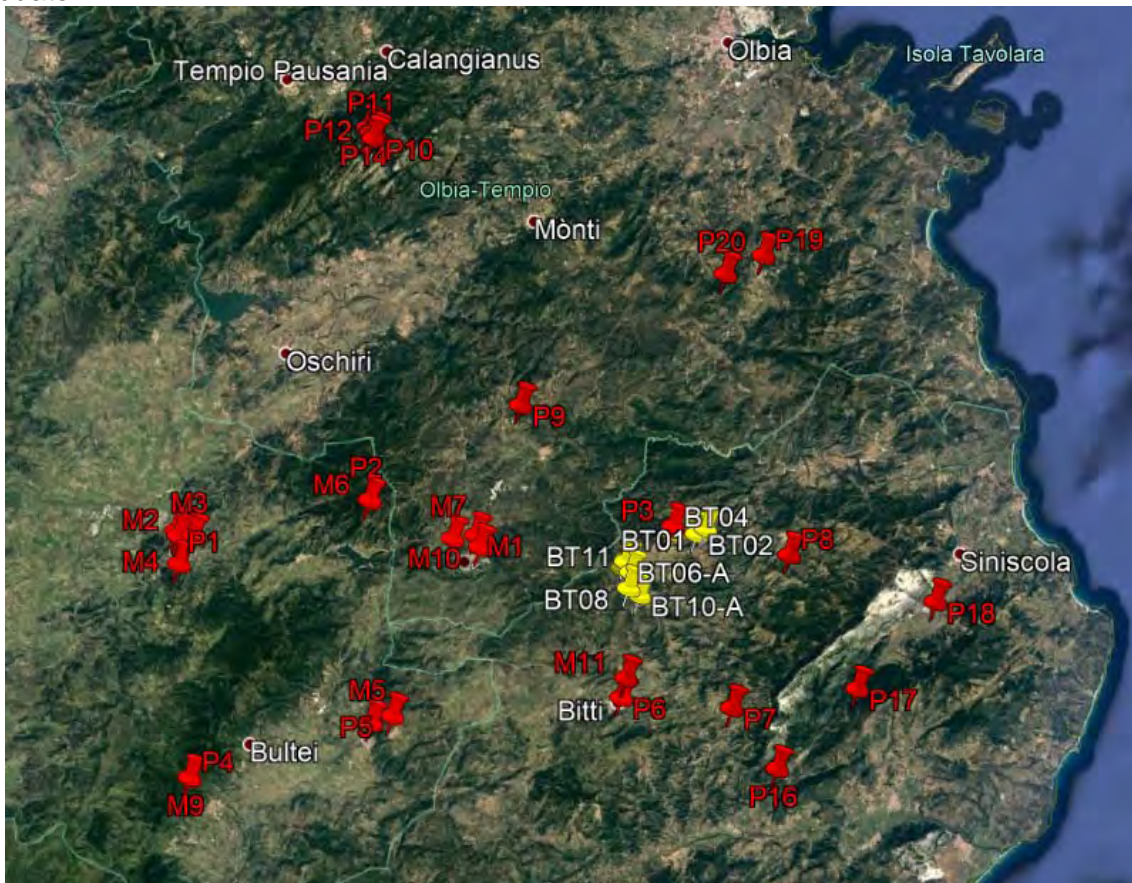 Calangianus
Olbia
Isola Tavolara
Tempio Pausania
P11
P12
P14
P10
Olbia-Tempio
Mònti
P20
P19
Oschiri
P9
P2
M6
M3
M2
M7
P1
M4
M10
M1
P3
BT04
BT01
BT02
P8
BT11
BT06-A
Siniscola
BT08
BT10-A
P18
M11
M5
Bitti
P6
P7
P17
P5
Bultei
P4
M9
P16